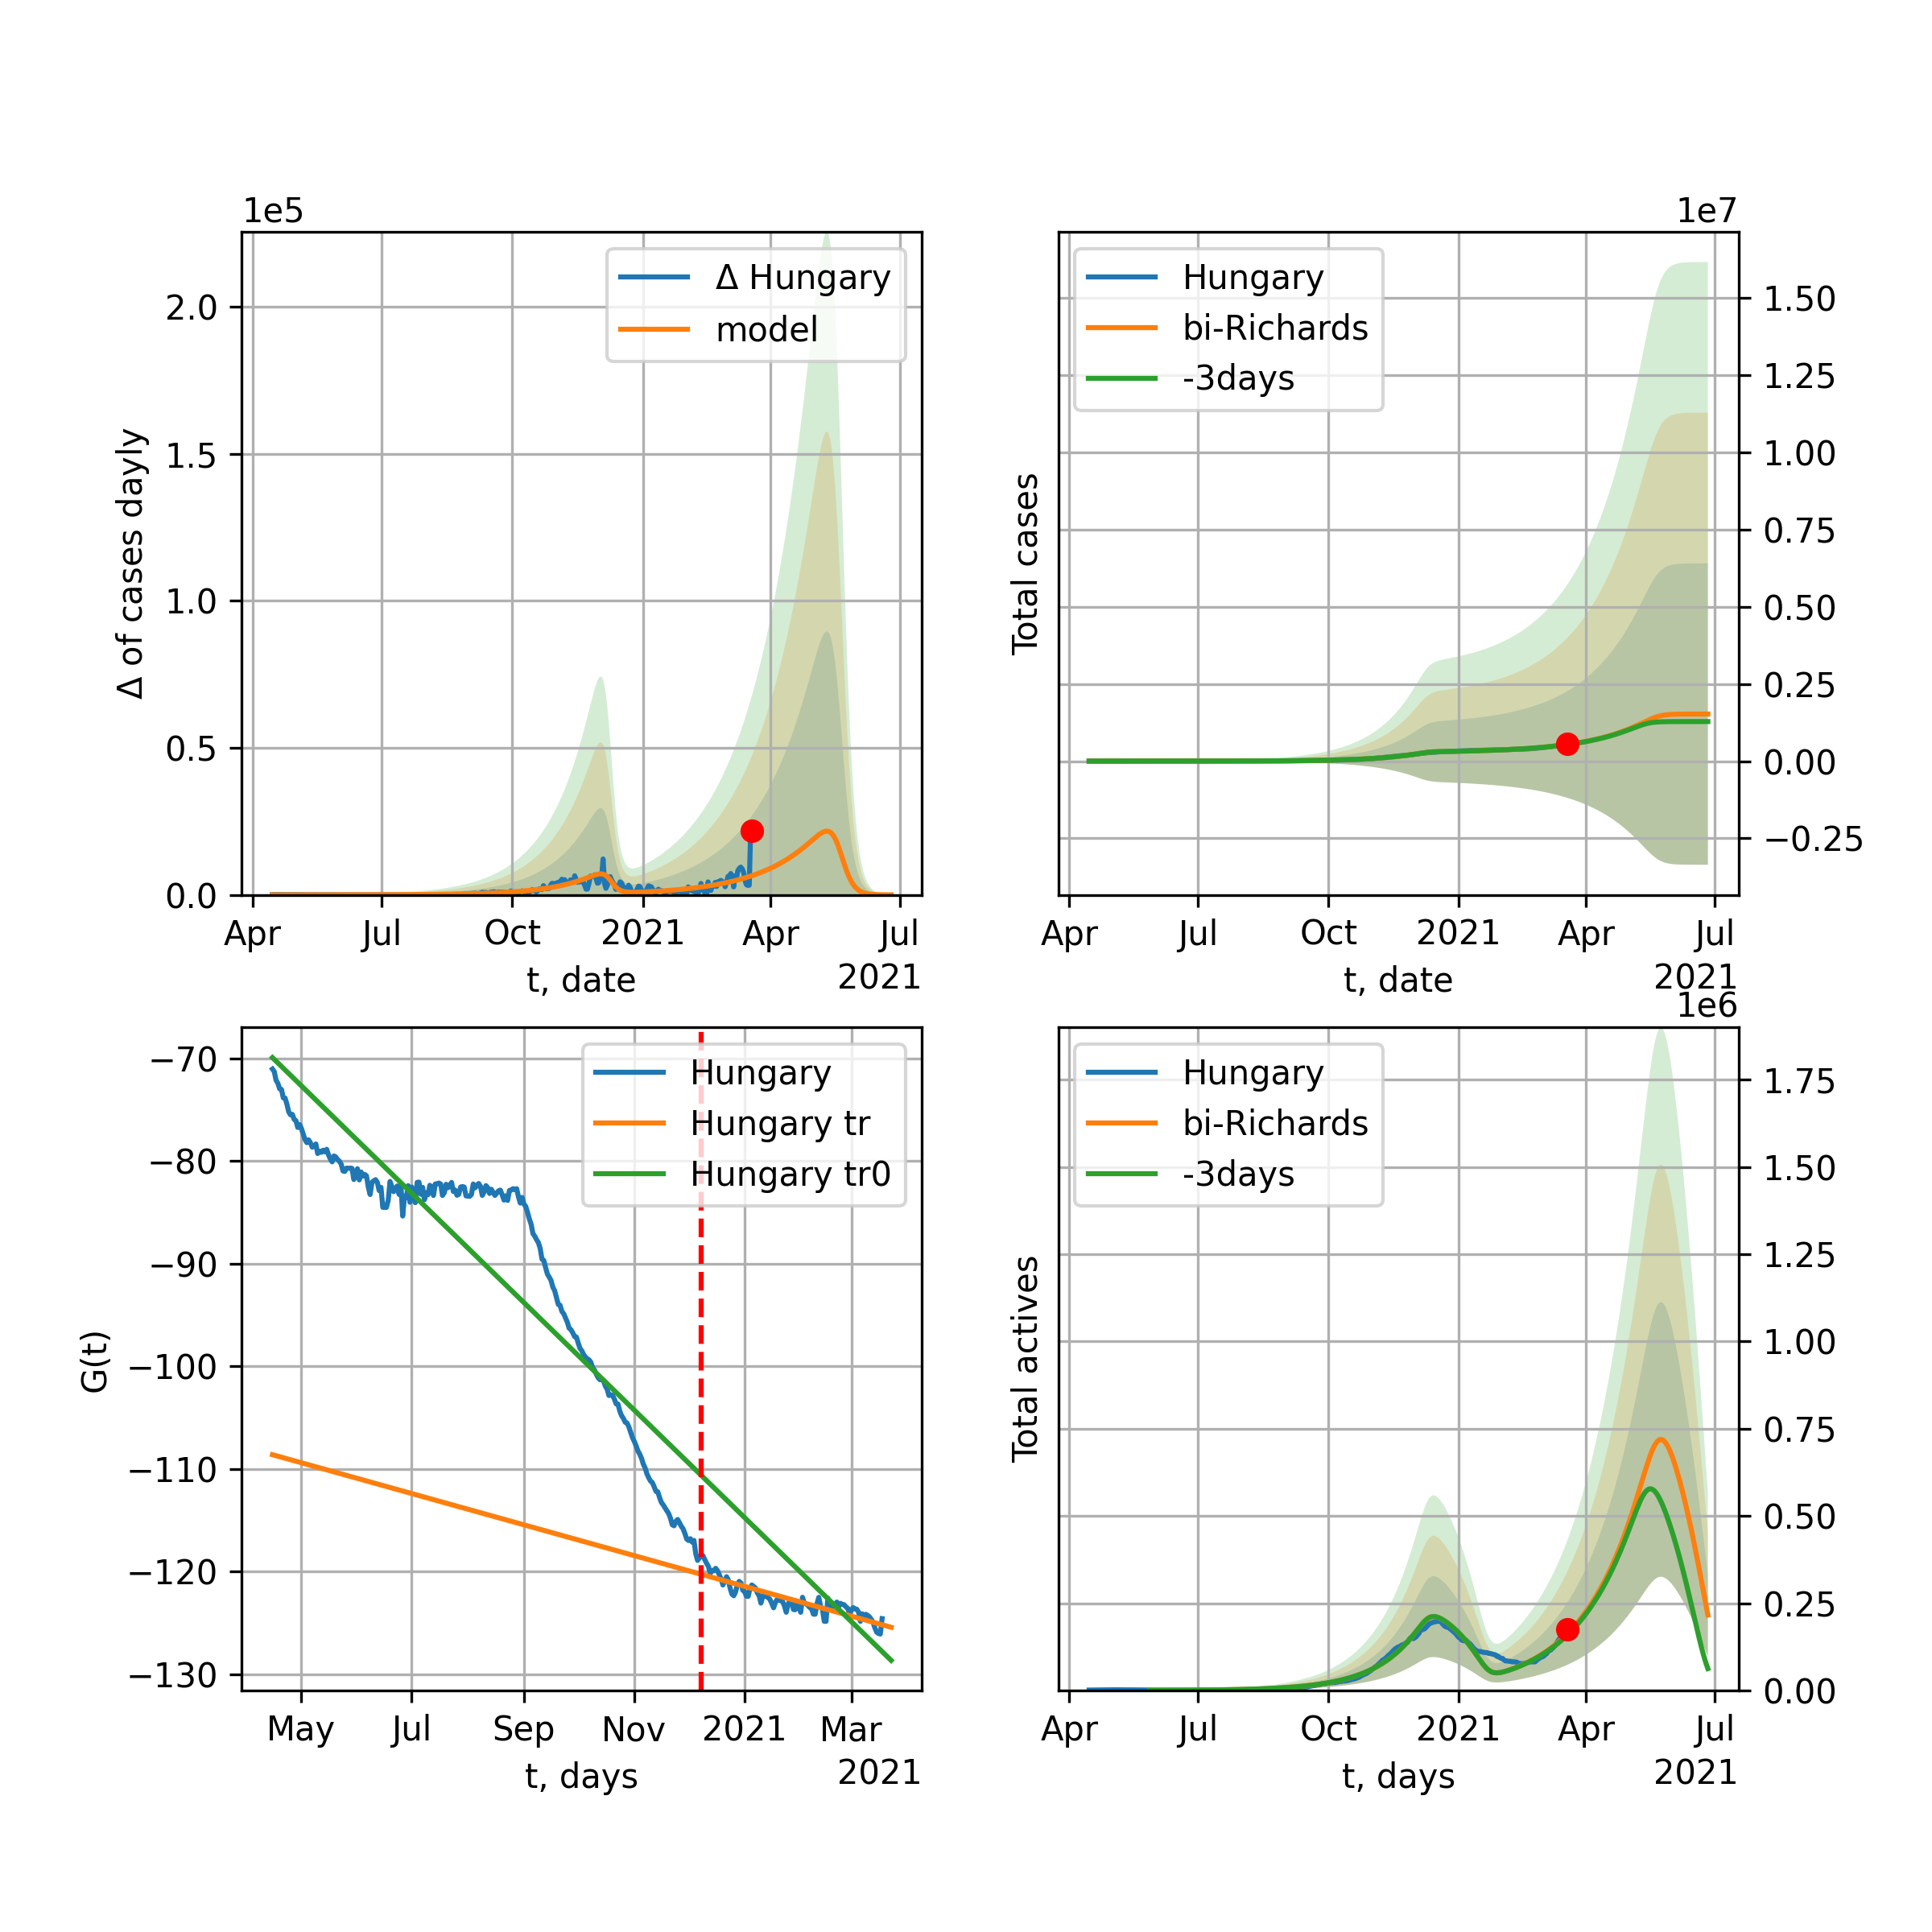 1e5
Δ of cases dayly
2.0
1.5
1.0
0.5
0.0
Δ Hungary
model
Apr Jul Oct 2021 Apr Jul
t, date
2021
1e7
Total cases
Hungary
bi-Richards
-3days
1.50
1.25
1.00
0.75
0.50
0.25
0.00
−0.25
Apr Jul Oct 2021 Apr Jul
t, date
2021
G(t)
−70
−80
−90
−100
−110
−120
−130
Hungary
Hungary tr
Hungary tr0
May Jul Sep Nov 2021 Mar
t, days
2021
1e6
Total actives
Hungary
bi-Richards
-3days
1.75
1.50
1.25
1.00
0.75
0.50
0.25
0.00
Apr Jul Oct 2021 Apr Jul
t, days
2021